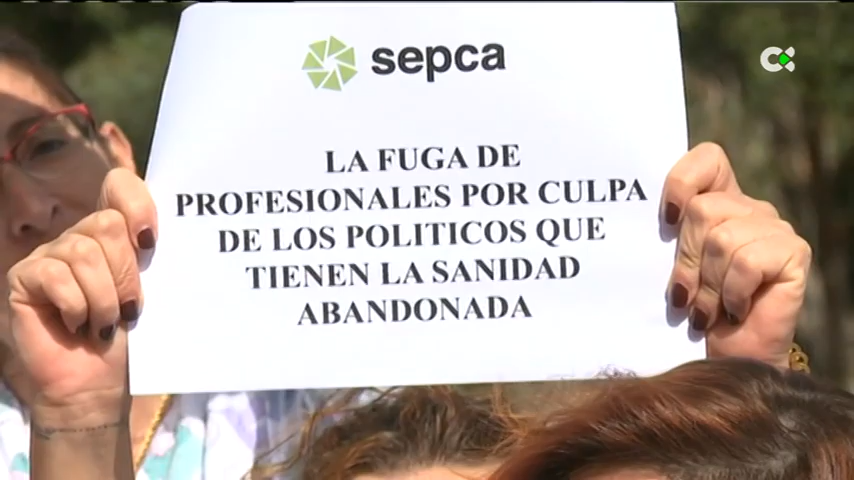 sepca
LA FUGA DE
PROFESIONALES POR CULPA
DE LOS POLITICOS QUE
TIENEN LA SANIDAD
ABANDONADA